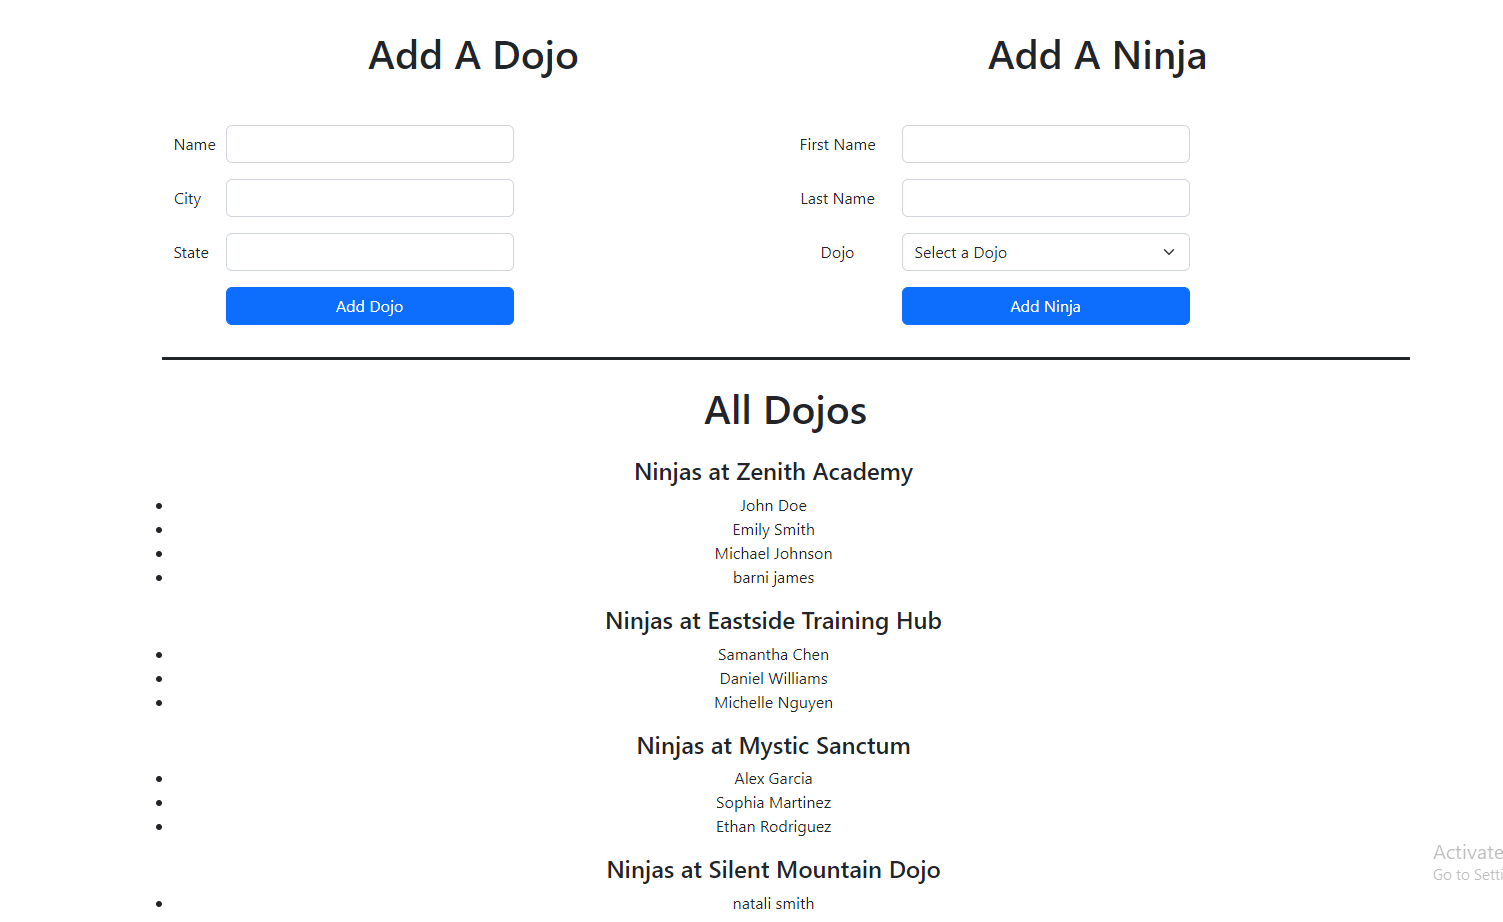 Add A Dojo
Name
City
State
Add Dojo
Add A Ninja
First Name
Last Name
Dojo
Select a Dojo
Add Ninja
All Dojos
Ninjas at Zenith Academy
John Doe
Emily Smith
Michael Johnson
barni james
Ninjas at Eastside Training Hub
Samantha Chen
Daniel Williams
Michelle Nguyen
Ninjas at Mystic Sanctum
Alex Garcia
Sophia Martinez
Ethan Rodriguez
Ninjas at Silent Mountain Dojo
natali smith
Activate
Go to Setti